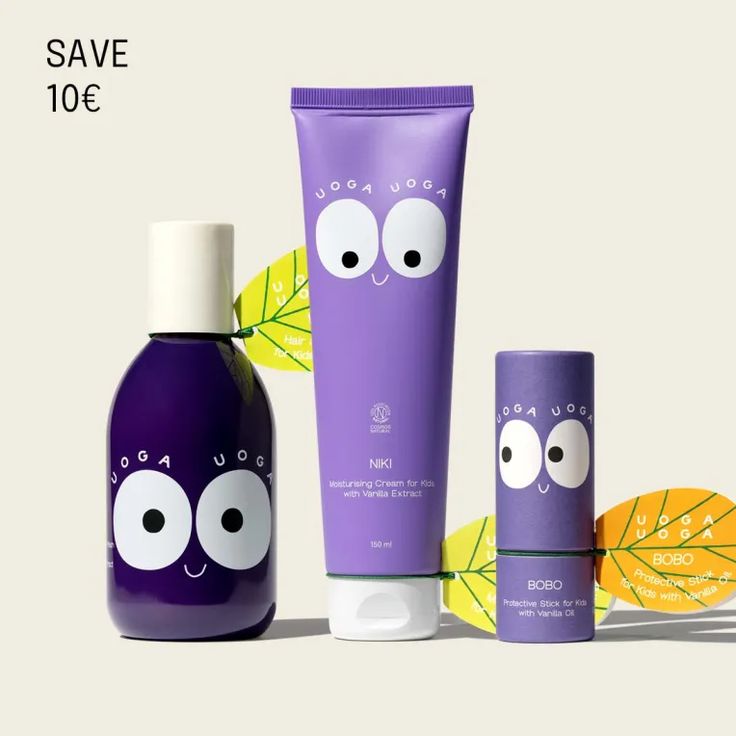 SAVE
10€
UOGA UOGA
UOGA UOGA
COSMOS
NATURAL
NIKI
Moisturising Cream for Kids
with Vanilla Extract
150 ml
UOGA UOGA
BOBO
Protective Stick for Kids
with Vanilla Oil
Hair
for Kids
UOGA
UOGA
BOBO
Protective Stick
for Kids with Vanilla Oil